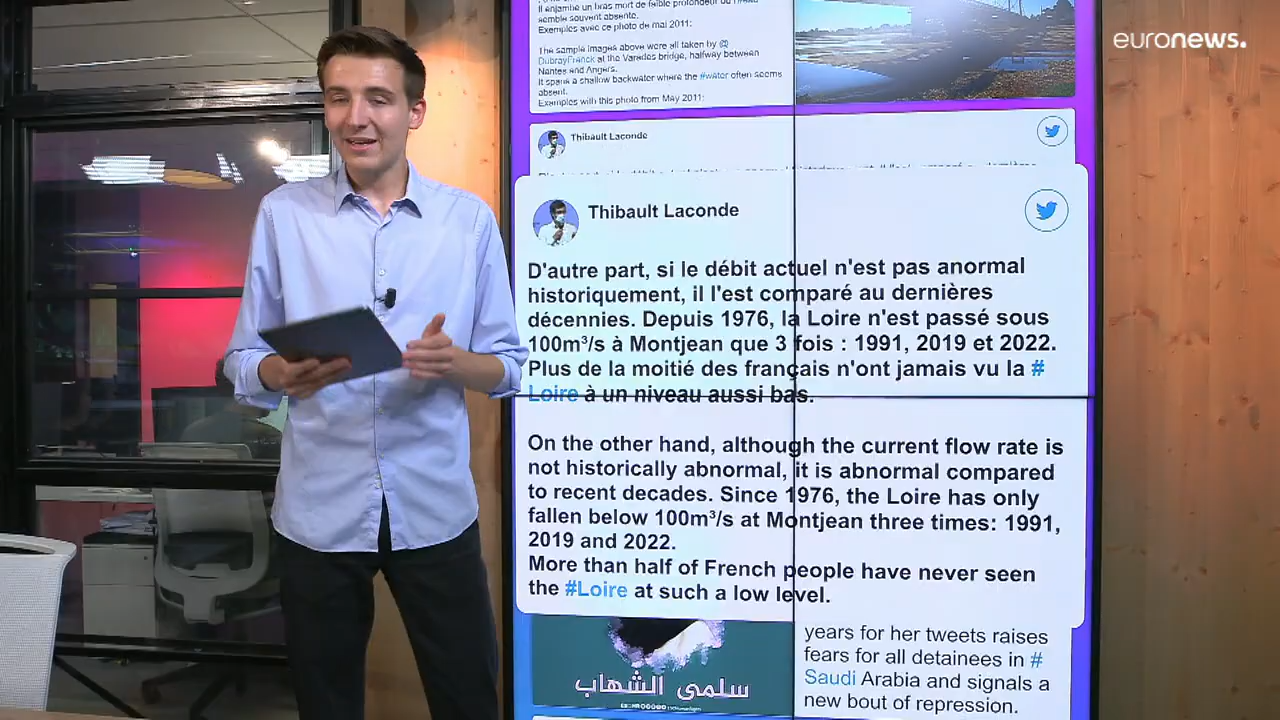 euronews.
Exemples avec ce photo de mai 2011:
The sample images above were all taken by @
DubrayFranck at the Varades bridge, halfway between
Nantes and Angers.
It spans a shallow backwater where the #water often seems
absent.
Examples with this photo from May 2011:
Thibault Laconde
Thibault Laconde
D'autre part, si le débit actuel n'est pas anormal
historiquement, il l'est comparé au dernières
décennies. Depuis 1976, la Loire n'est passé sous
100m³/s à Montjean que 3 fois : 1991, 2019 et 2022.
Plus de la moitié des français n'ont jamais vu la #
Loire à un niveau aussi bas.
On the other hand, although the current flow rate is
not historically abnormal, it is abnormal compared
to recent decades. Since 1976, the Loire has only
fallen below 100m³/s at Montjean three times: 1991,
2019 and 2022.
More than half of French people have never seen
the #Loire at such a low level.
سلمى الشهاب
years for her tweets raises
fears for all detainees in #
Saudi Arabia and signals a
new bout of repression.